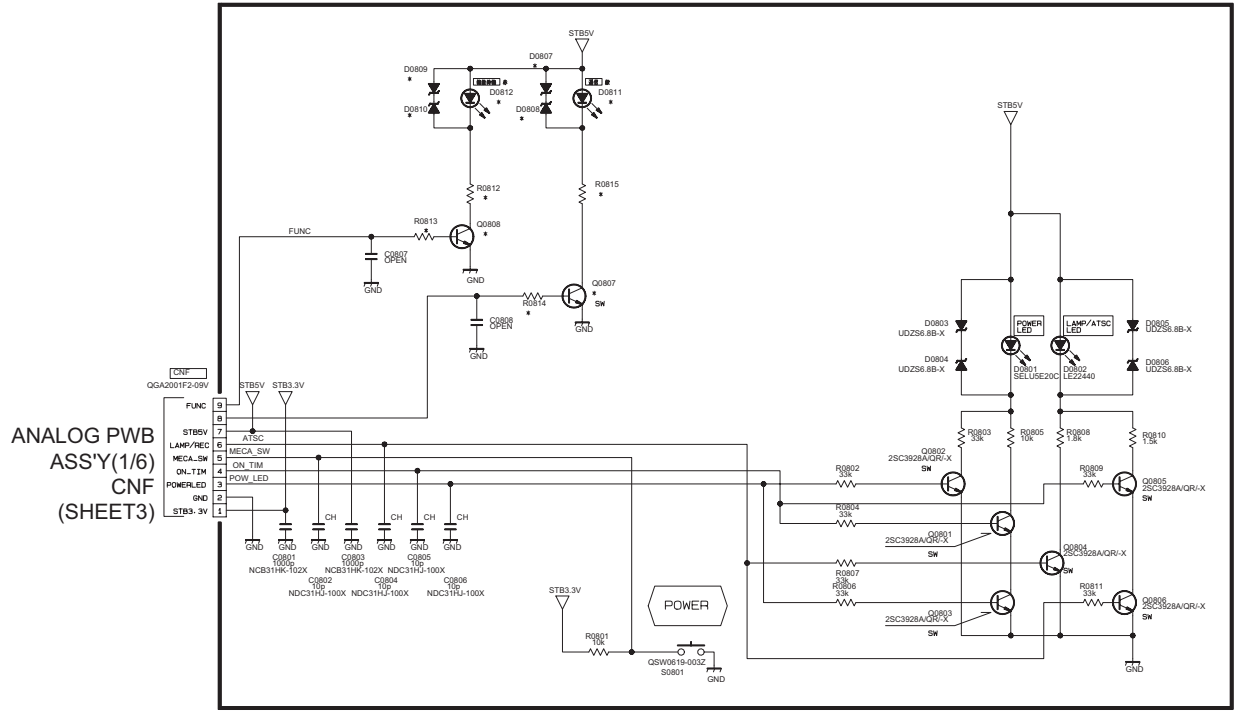 STB5V
D0807
*
D0809
*
D0812
*
D0811
*
D0810
*
D0808
*
STB5V
R0812
*
R0815
*
R0813
*
Q0808
*
FUNC
C0807
OPEN
GND
GND
Q0807
*
SW
R0814
*
C0808
OPEN
GND
GND
D0803
UDZS6.8B-X
POWER
LED
LAMP/ATSC
LED
D0805
UDZS6.8B-X
D0804
UDZS6.8B-X
D0806
UDZS6.8B-X
D0801
SELU5E20C
D0802
LE22440
CNF
QGA2001F2-09V
STB5V
STB3.3V
ANALOG PWB
ASS'Y(1/6)
CNF
(SHEET3)
FUNC 9
8
STB5V 7
LAMP/REC 6
MECA_SW 5
ON_TIM 4
POWERLED 3
GND 2
STB3.3V 1
ATSC
MECA_SW
ON_TIM
POW_LED
R0803
33k
R0805
10k
R0808
1.8k
R0810
1.5k
Q0802
2SC3928A/QR/-X
SW
R0802
33k
R0809
33k
Q0805
2SC3928A/QR/-X
SW
R0804
33k
Q0801
2SC3928A/QR/-X
SW
Q0804
2SC3928A/QR/-X
SW
R0807
33k
R0806
33k
R0811
33k
Q0803
2SC3928A/QR/-X
SW
Q0806
2SC3928A/QR/-X
SW
GND
CH
CH
CH
CH
GND
GND
GND
GND
GND
GND
GND
C0801
1000p
NCB31HK-102X
C0803
1000p
NCB31HK-102X
C0805
10p
NDC31HJ-100X
C0802
10p
NDC31HJ-100X
C0804
10p
NDC31HJ-100X
C0806
10p
NDC31HJ-100X
STB3.3V
POWER
R0801
10k
QSW0619-003Z
S0801
GND